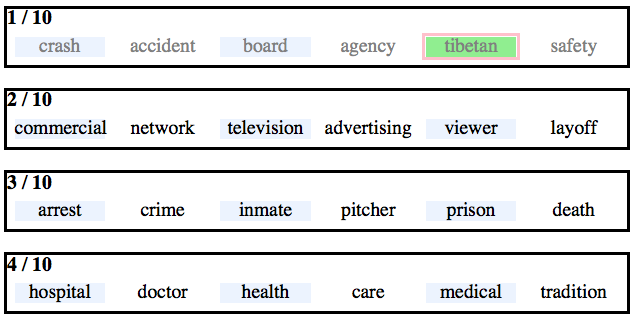 1 / 10
crash accident board agency tibetan safety
2 / 10
commercial network television advertising viewer layoff
3 / 10
arrest crime inmate pitcher prison death
4 / 10
hospital doctor health care medical tradition